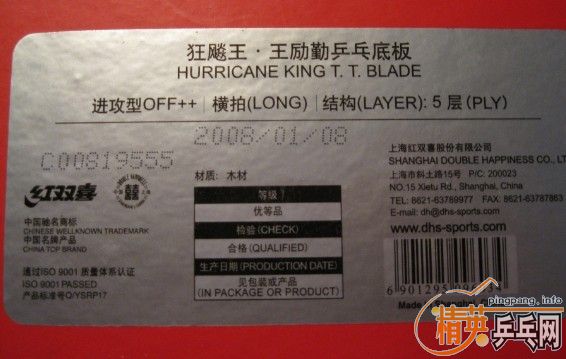 狂飚王·王励勤乒乓底板
HURRICANE KING T. T. BLADE
进攻型OFF++ 横拍(LONG) 结构(LAYER): 5 层(PLY)
2008/01/08
C00819555
红双喜
中国驰名商标
CHINESE WELLKNOWN TRADEMARK
中国名牌产品
CHINA TOP BRAND
通过ISO 9001 质量体系认证
ISO 9001 PASSED
产品标准号Q/YSRP17
材质: 木材
等级
优等品
检验(CHECK)
合格(QUALIFIED)
生产日期(PRODUCTION DATE)
见包装或产品
(IN PACKAGE OR PRODUCT)
上海红双喜股份有限公司
SHANGHAI DOUBLE HAPPINESS CO., LT
上海市斜土路15号 P/C: 200023
NO.15 Xietu Rd., Shanghai, China
TEL: 8621-63789977 FAX: 8621-63787863
E-mail: dh@dhs-sports.com
www.dhs-sports.com
6 901295
Made
pingpang.info
精英乒乓网